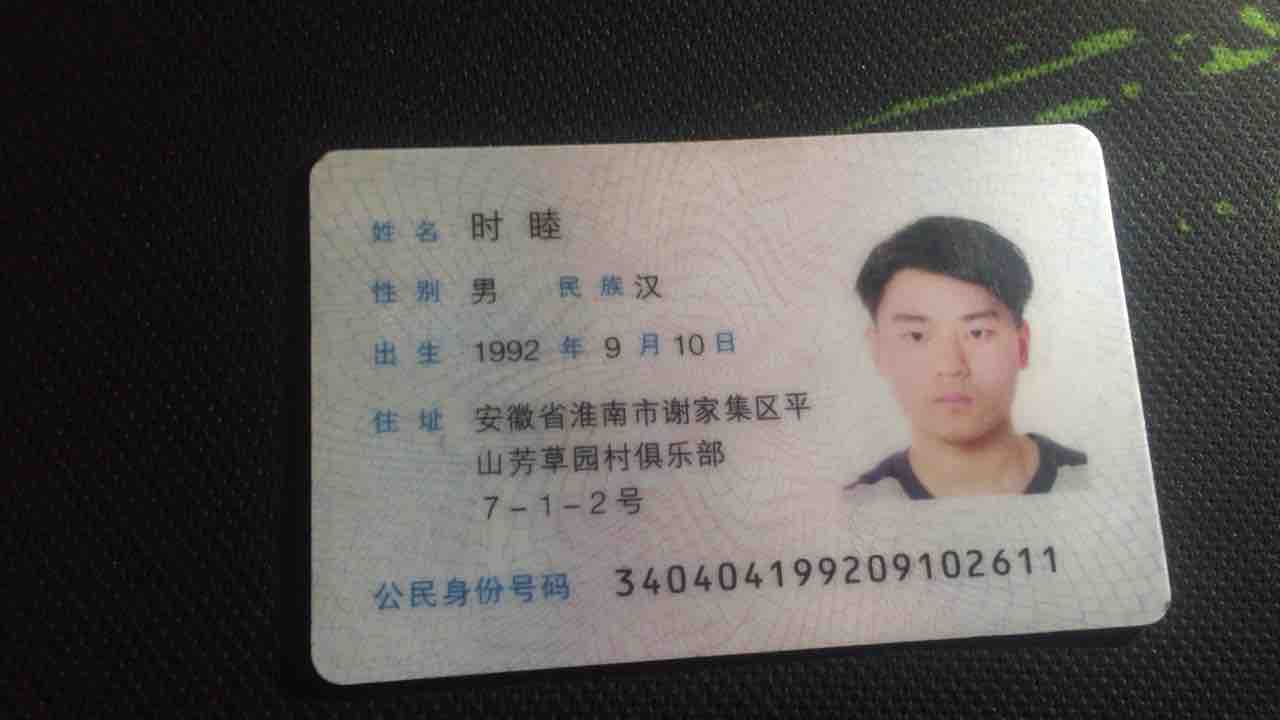 姓名 时睦
性别 男 民族 汉
出生 1992 年 9 月 10 日
住址 安徽省淮南市谢家集区平
山芳草园村俱乐部
7-1-2号
公民身份号码 340404199209102611